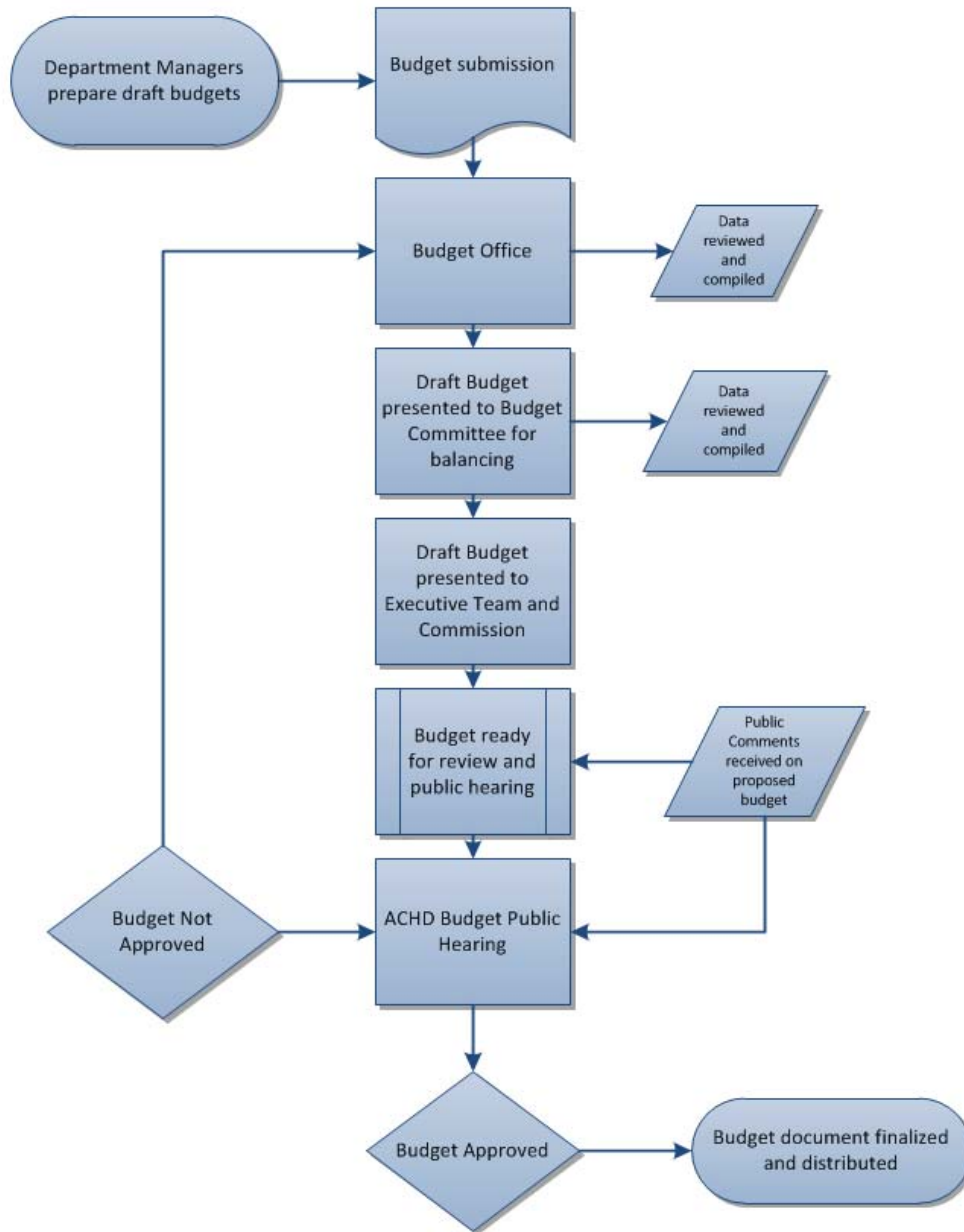 Department Managers
prepare draft budgets
Budget submission
Budget Office
Data
reviewed
and
compiled
Draft Budget
presented to Budget
Committee for
balancing
Data
reviewed
and
compiled
Draft Budget
presented to
Executive Team and
Commission
Budget ready
for review and
public hearing
Public
Comments
received on
proposed
budget
Budget Not
Approved
ACHD Budget Public
Hearing
Budget Approved
Budget document finalized
and distributed